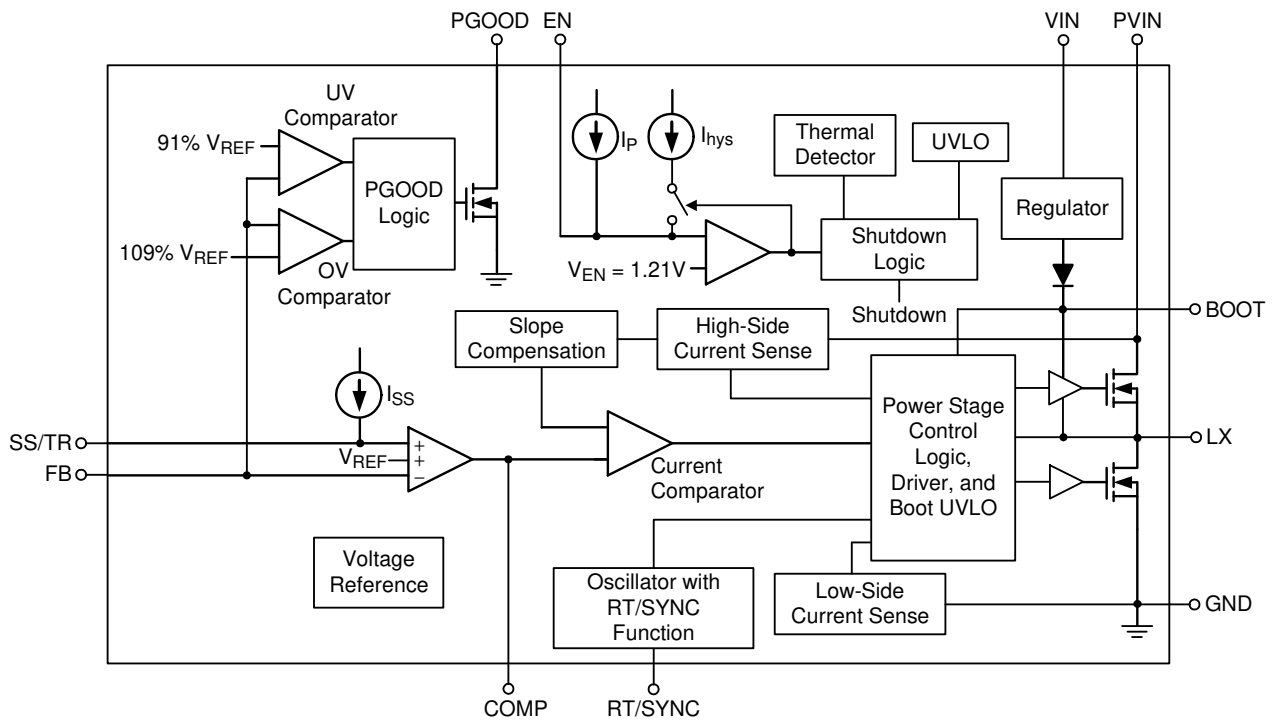 PGOOD
EN
VIN
PVIN
UV
Comparator
91% VREF
PGOOD
Logic
109% VREF
OV
Comparator
IP
Ihys
Thermal
Detector
UVLO
Regulator
Shutdown
Logic
VEN = 1.21V
Shutdown
BOOT
Slope
Compensation
High-Side
Current Sense
ISS
Power Stage
Control
Logic,
Driver, and
Boot UVLO
SS/TR
+
VREF
+
FB
−
LX
Current
Comparator
Voltage
Reference
Oscillator with
RT/SYNC
Function
Low-Side
Current Sense
GND
COMP
RT/SYNC